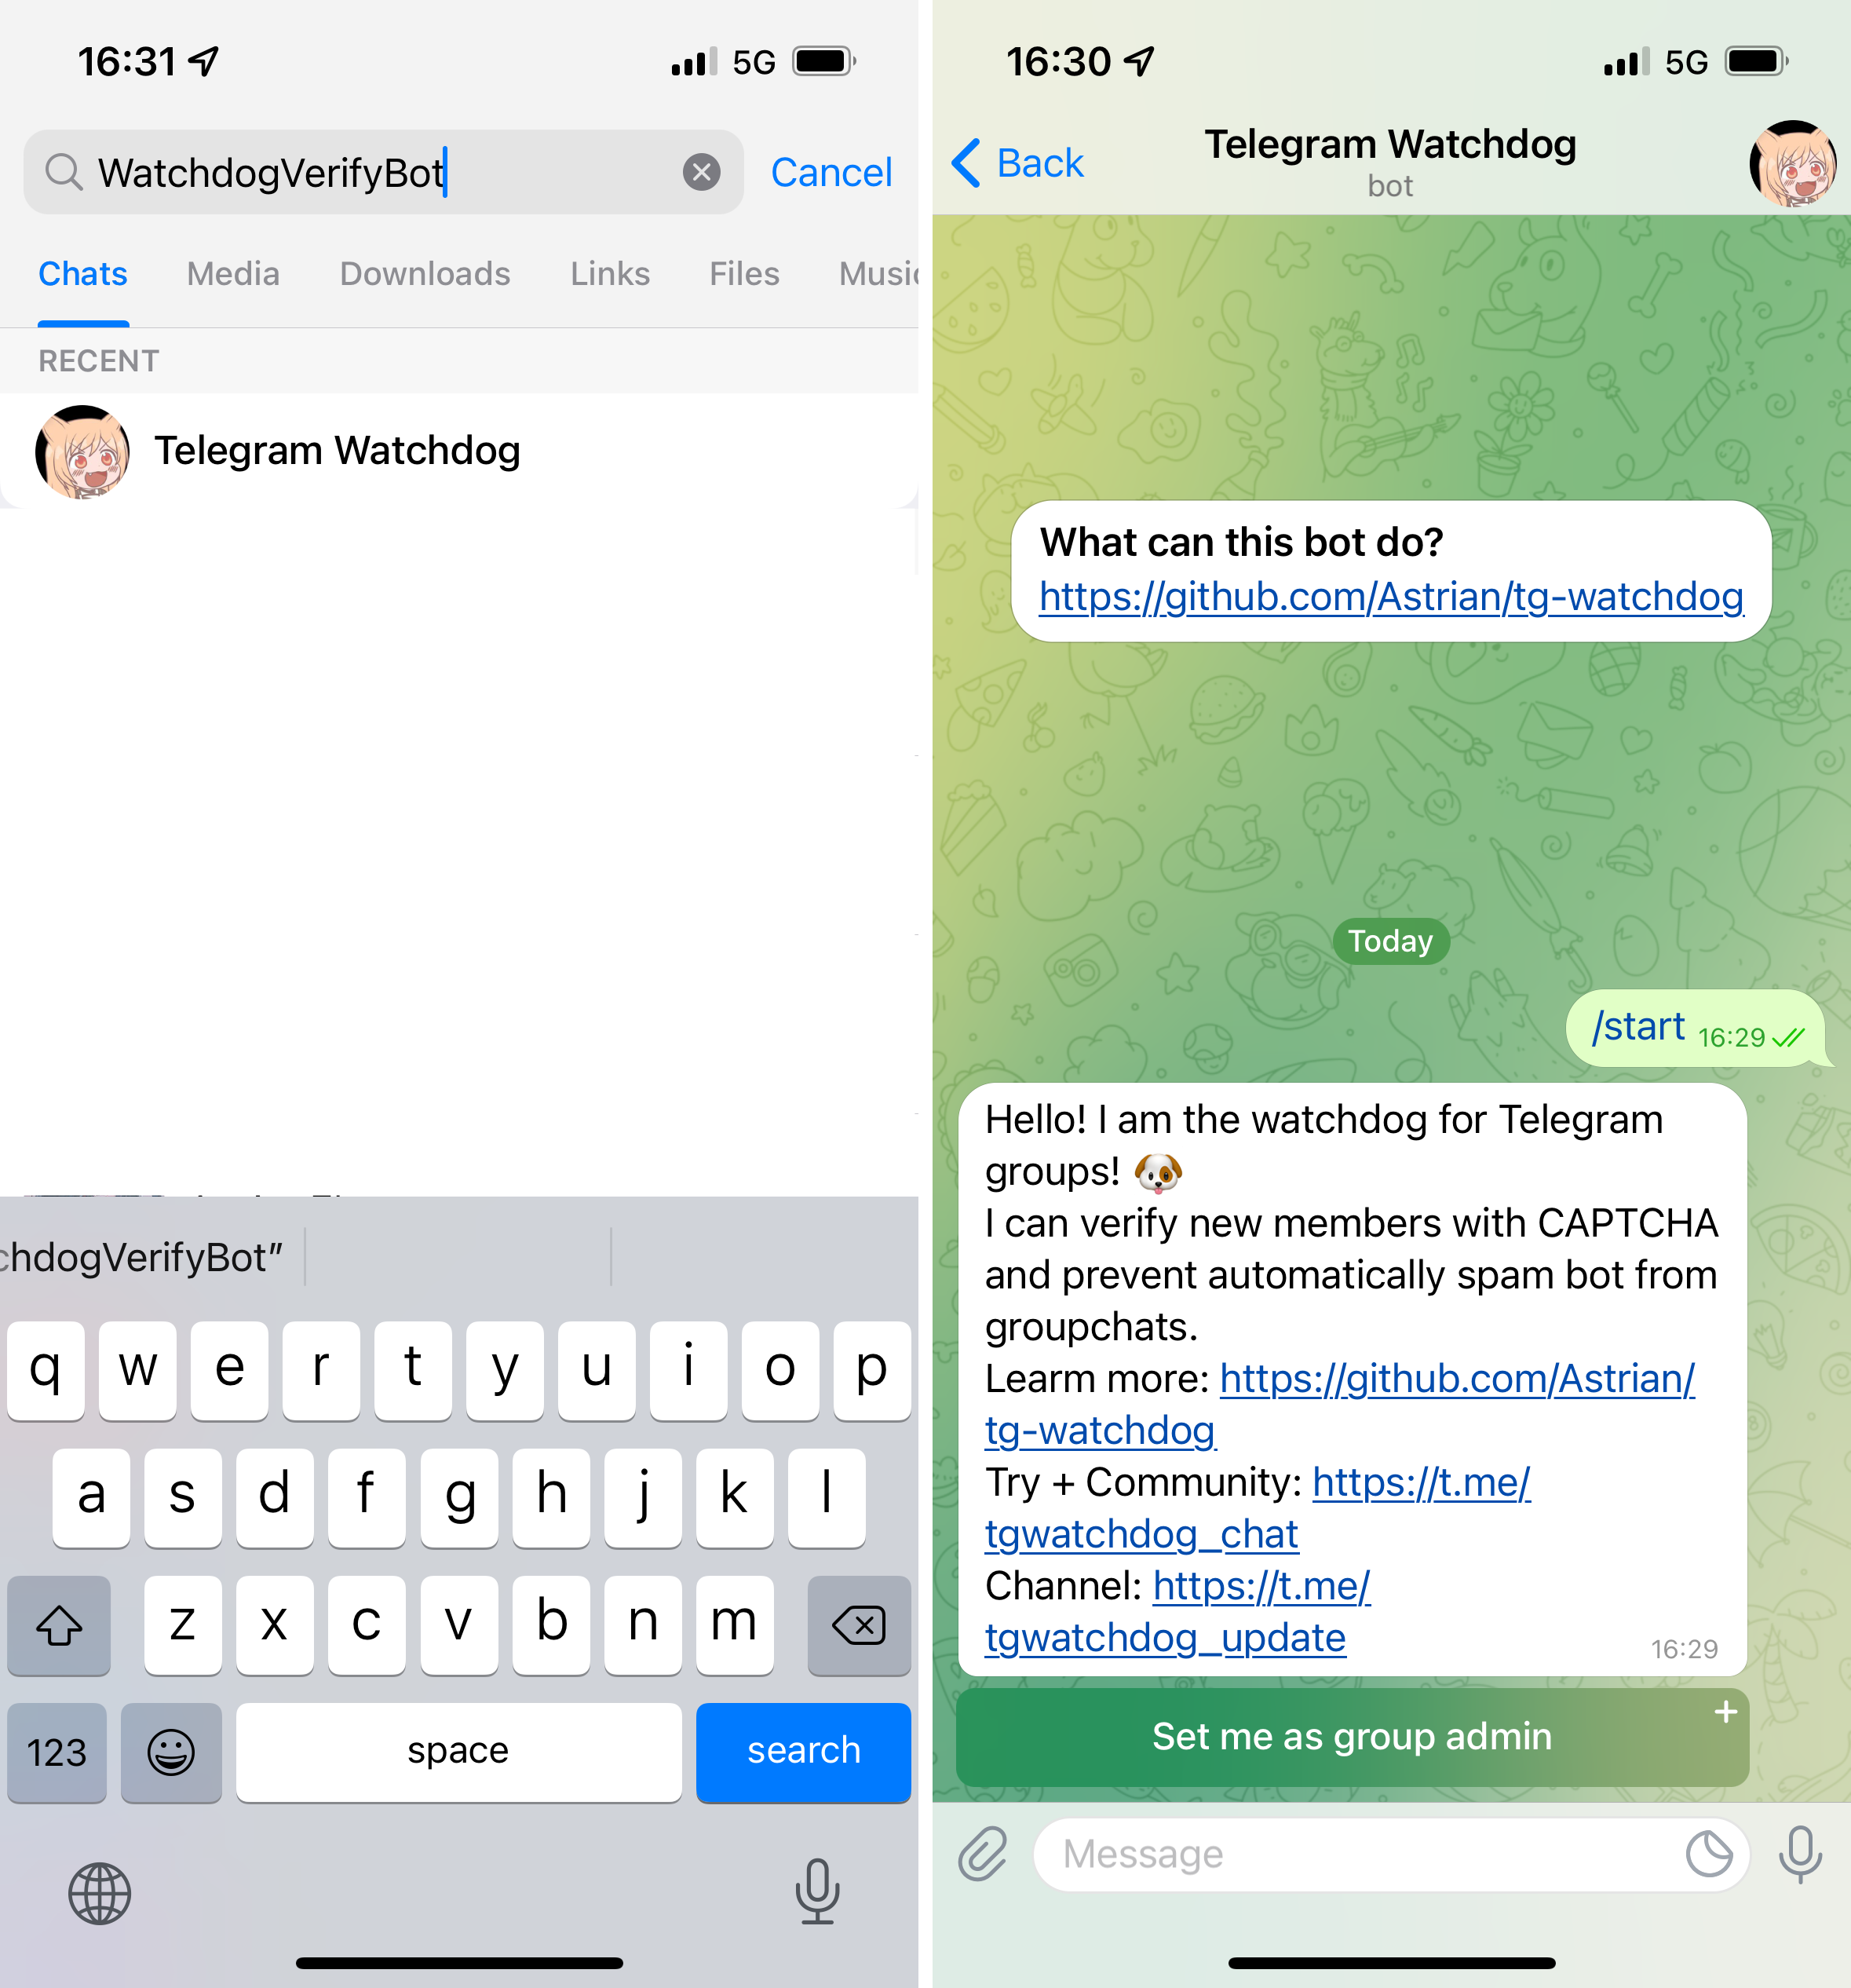 16:31
5G
WatchdogVerifyBot
Cancel
Chats Media Downloads Links Files Music
RECENT
Telegram Watchdog
chdogVerifyBot”
q w e r t y u i o p
a s d f g h j k l
z x c v b n m
123 space search
16:30
5G
Back
Telegram Watchdog
bot
What can this bot do?
https://github.com/Astrian/tg-watchdog
Today
/start 16:29
Hello! I am the watchdog for Telegram
groups! 🐶
I can verify new members with CAPTCHA
and prevent automatically spam bot from
groupchats.
Learm more: https://github.com/Astrian/
tg-watchdog
Try + Community: https://t.me/
tgwatchdog_chat
Channel: https://t.me/
tgwatchdog_update
16:29
Set me as group admin
Message